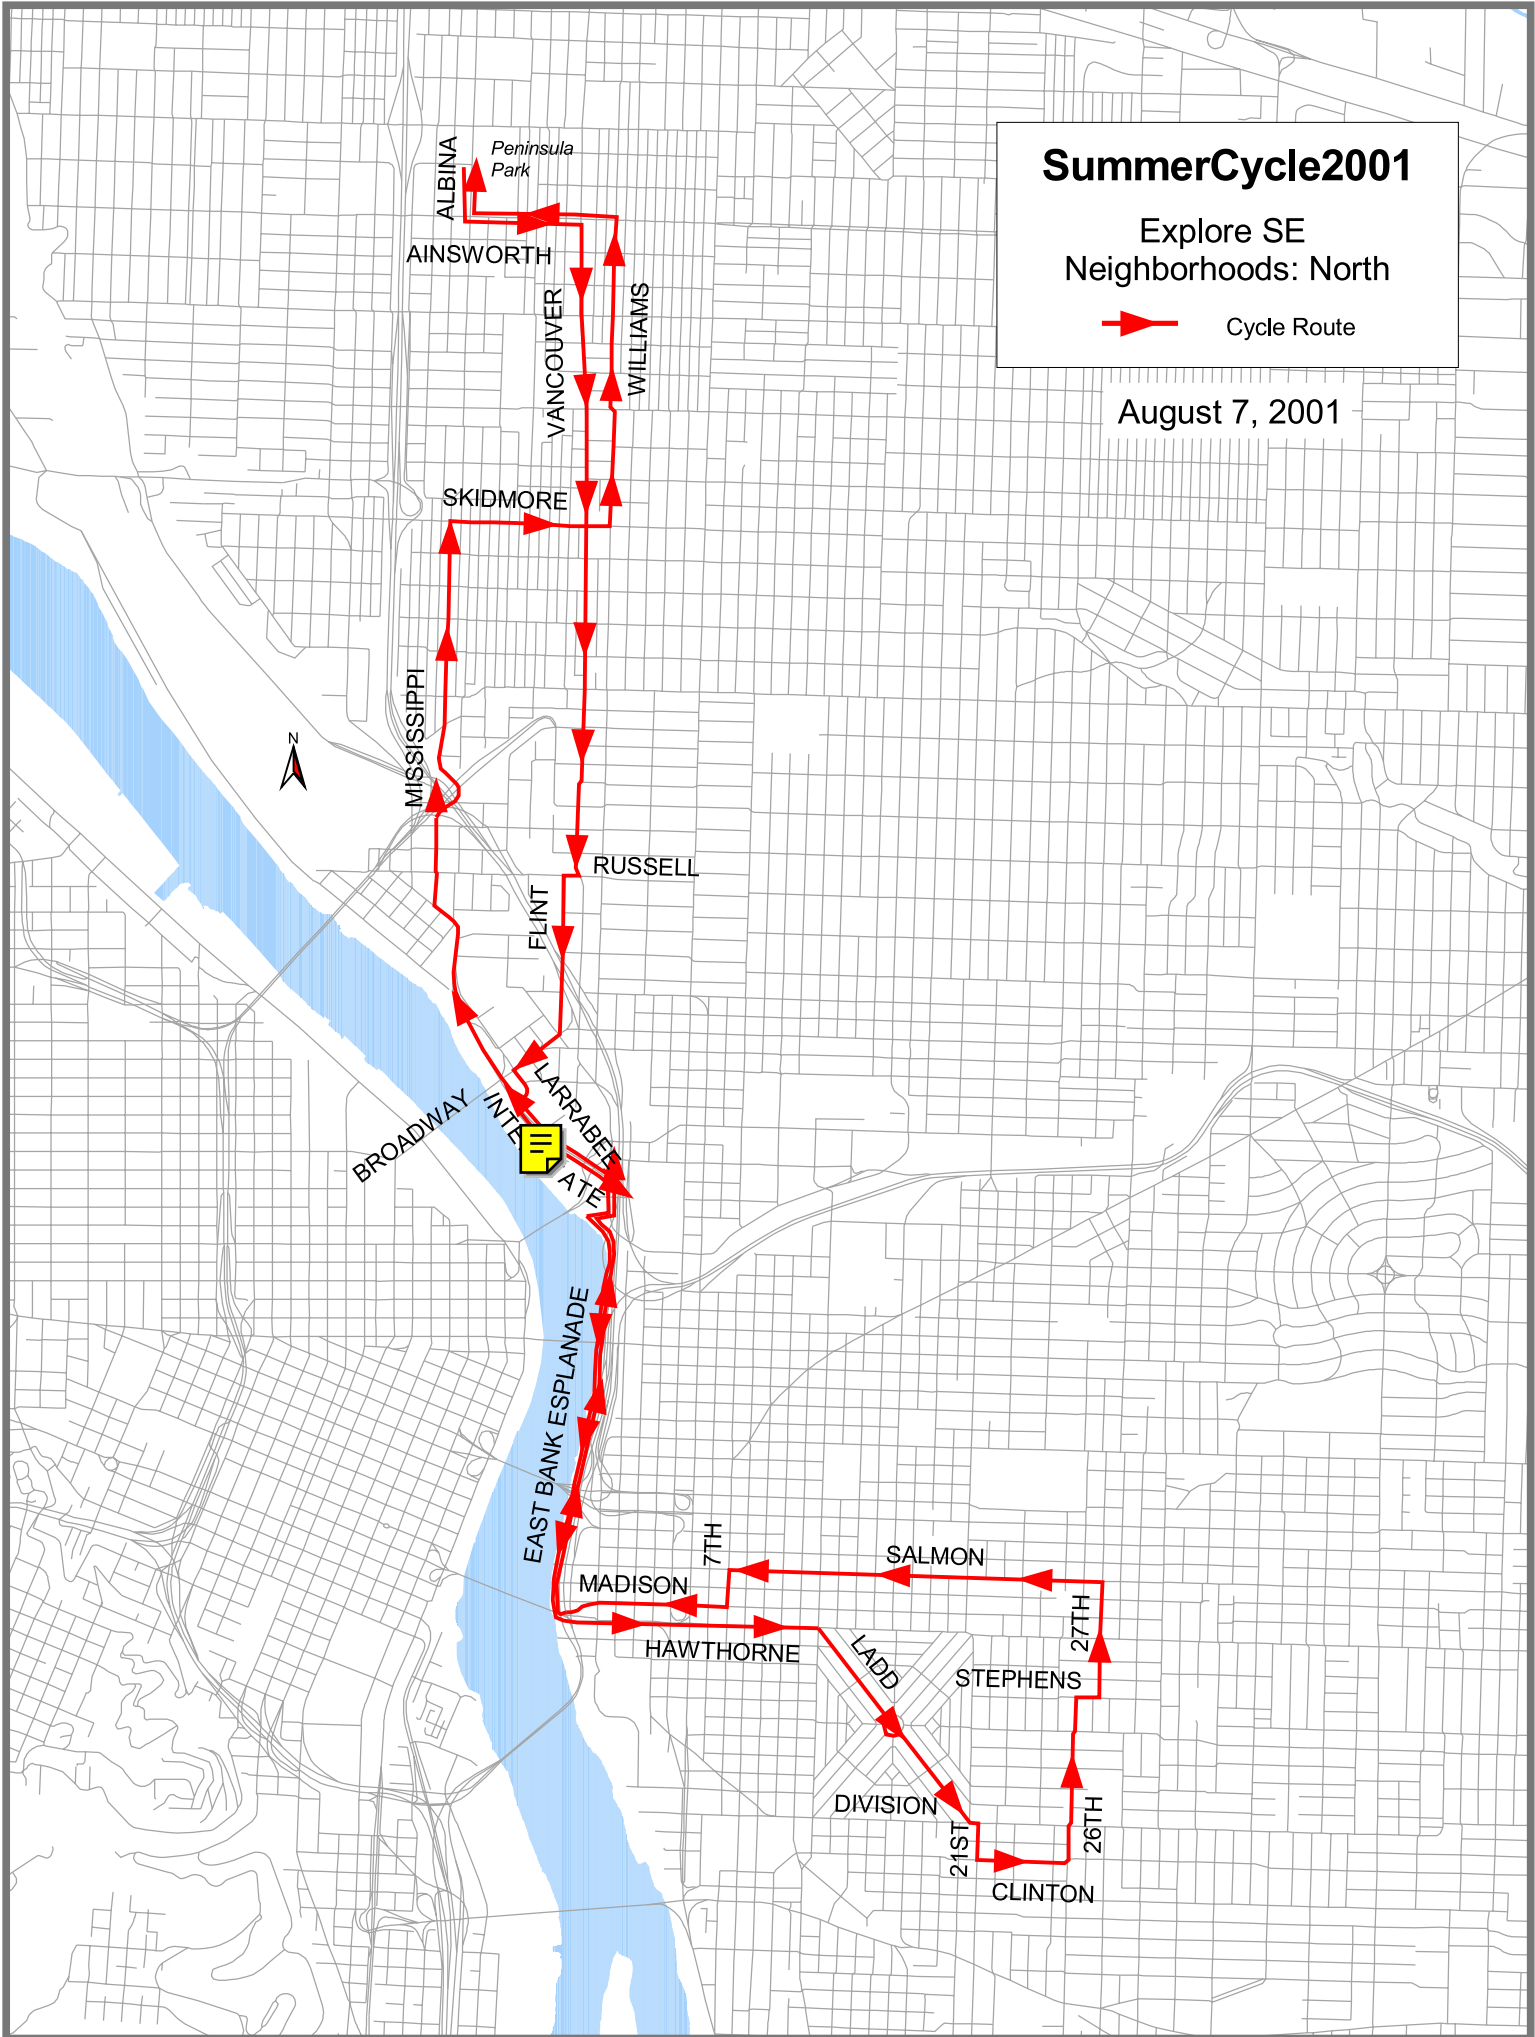 SummerCycle2001
Explore SE
Neighborhoods: North
Cycle Route
August 7, 2001
Peninsula
Park
ALBINA
AINSWORTH
VANCOUVER
WILLIAMS
SKIDMORE
MISSISSIPPI
N
RUSSELL
FLINT
LARRABEE
BROADWAY
EAST BANK ESPLANADE
7TH
SALMON
MADISON
27TH
HAWTHORNE
LADD
STEPHENS
DIVISION
21ST
26TH
CLINTON